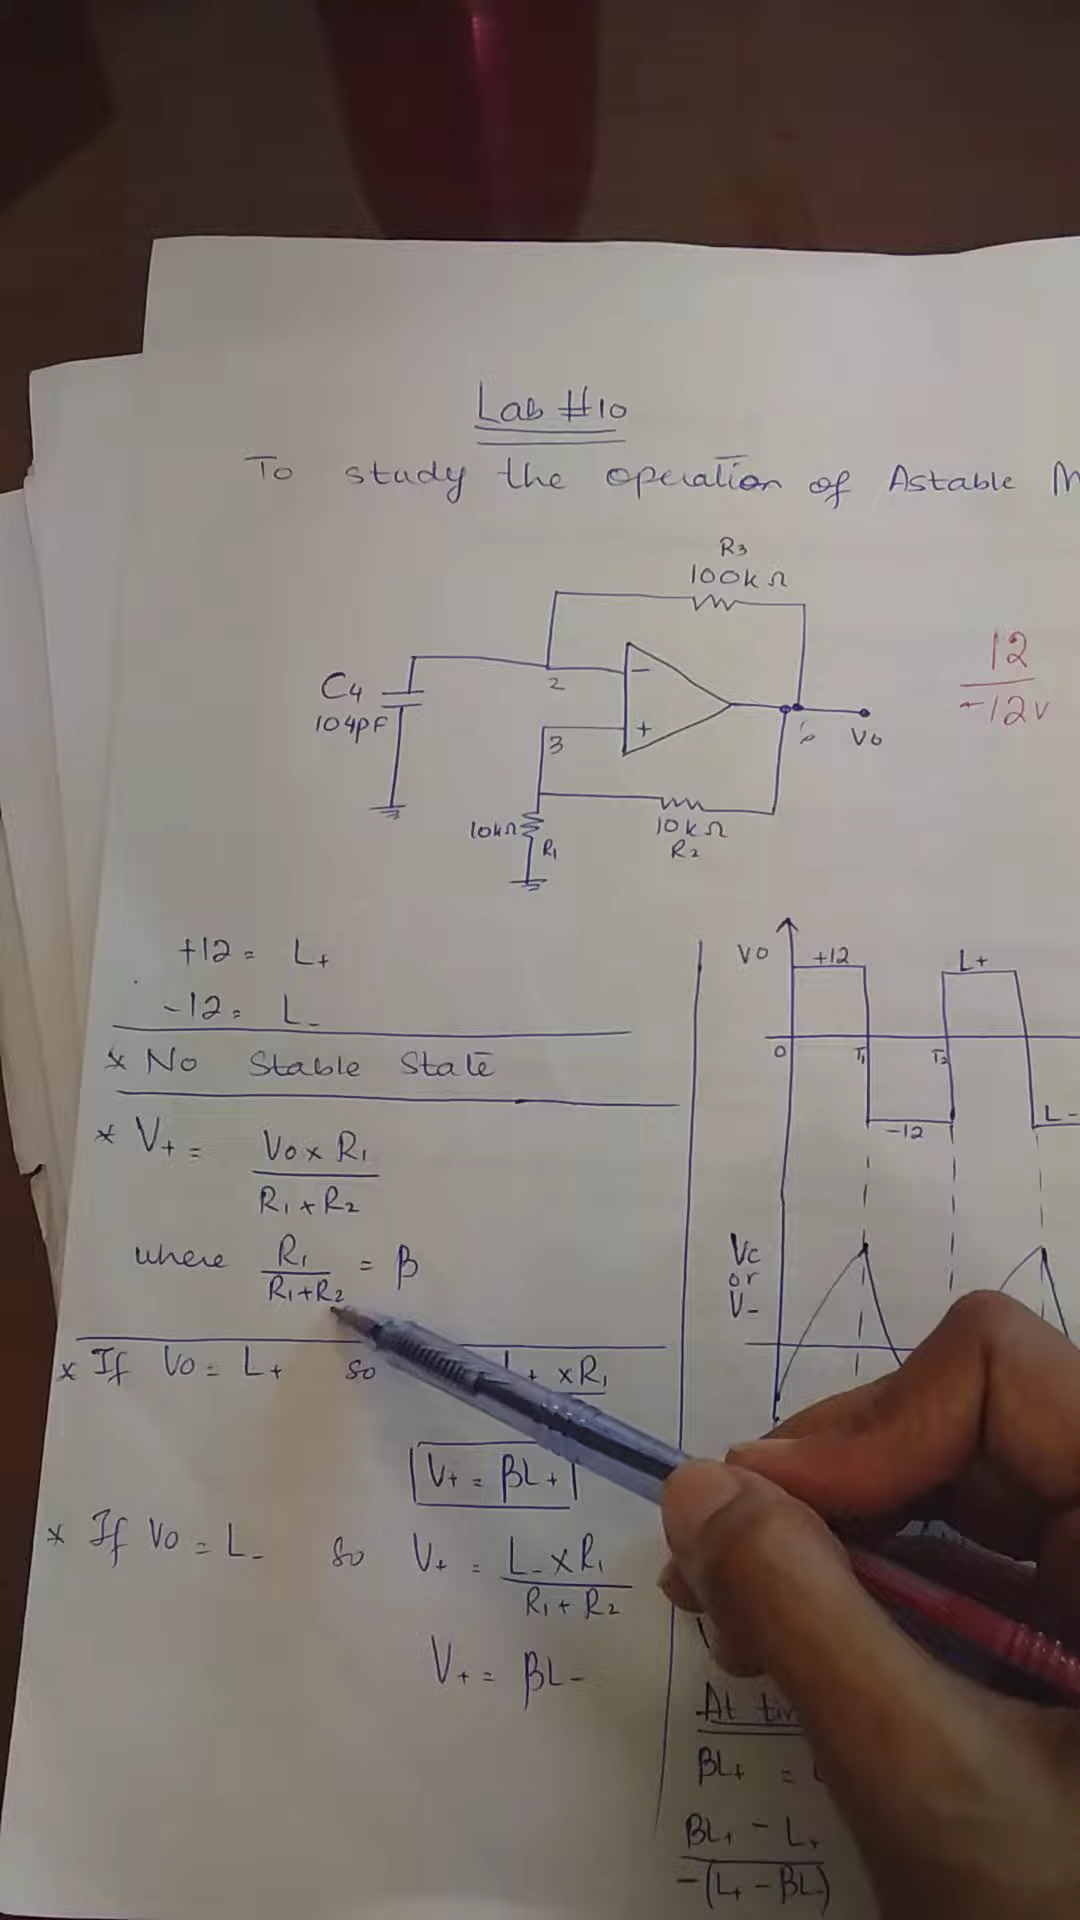 Lab #10
To study the operation of Astable M
R3
100kΩ
C4
104pF
2
-
+
3
Vo
12
-12v
10kΩ
R1
10kΩ
R2
+12 = L+
-12 = L-
* No Stable State
* V+ = Vo x R1
R1 + R2
where R1 = β
R1+R2
* If Vo = L+ so L+ x R1
V+ = βL+
* If Vo = L- so V+ = L- x R1
R1 + R2
V+ = βL-
Vo
+12
L+
0
T1
T2
-12
L-
Vc
or
V-
At
βL+ =
βL+ - L+
-(L+ - βL)